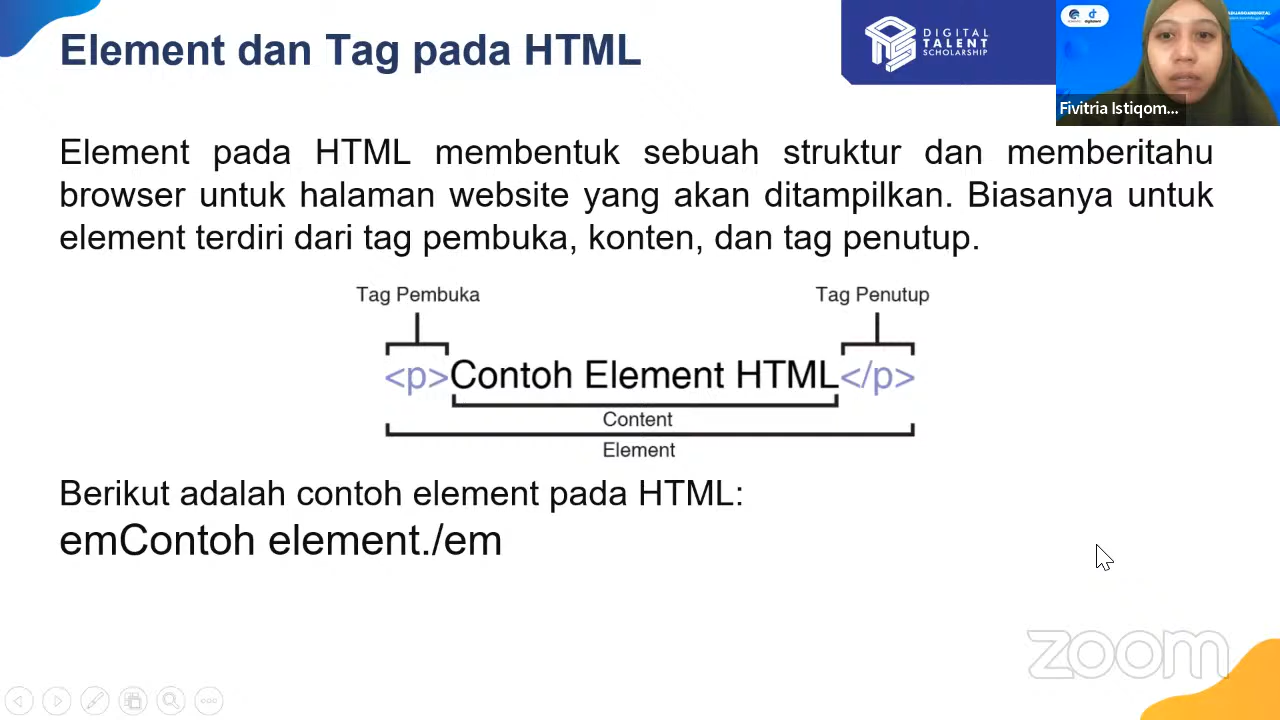 Element dan Tag pada HTML
DIGITAL
TALENT
SCHOLARSHIP
Fivitria Istiqom...
Element pada HTML membentuk sebuah struktur dan memberitahu
browser untuk halaman website yang akan ditampilkan. Biasanya untuk
element terdiri dari tag pembuka, konten, dan tag penutup.
Tag Pembuka
Tag Penutup
<p>Contoh Element HTML</p>
Content
Element
Berikut adalah contoh element pada HTML:
emContoh element./em
zoom